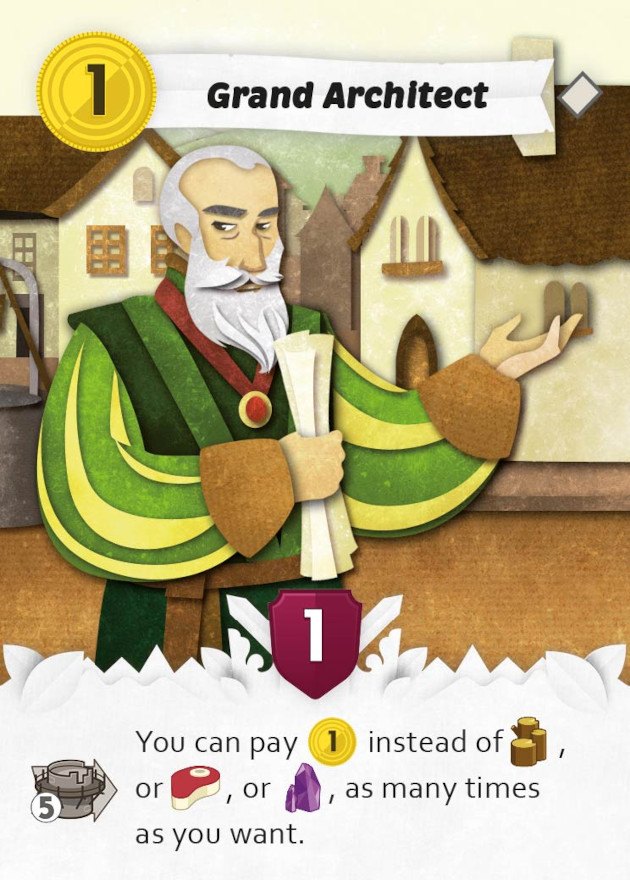 1
Grand Architect
1
You can pay 1 instead of ,
or , or , as many times
5
as you want.